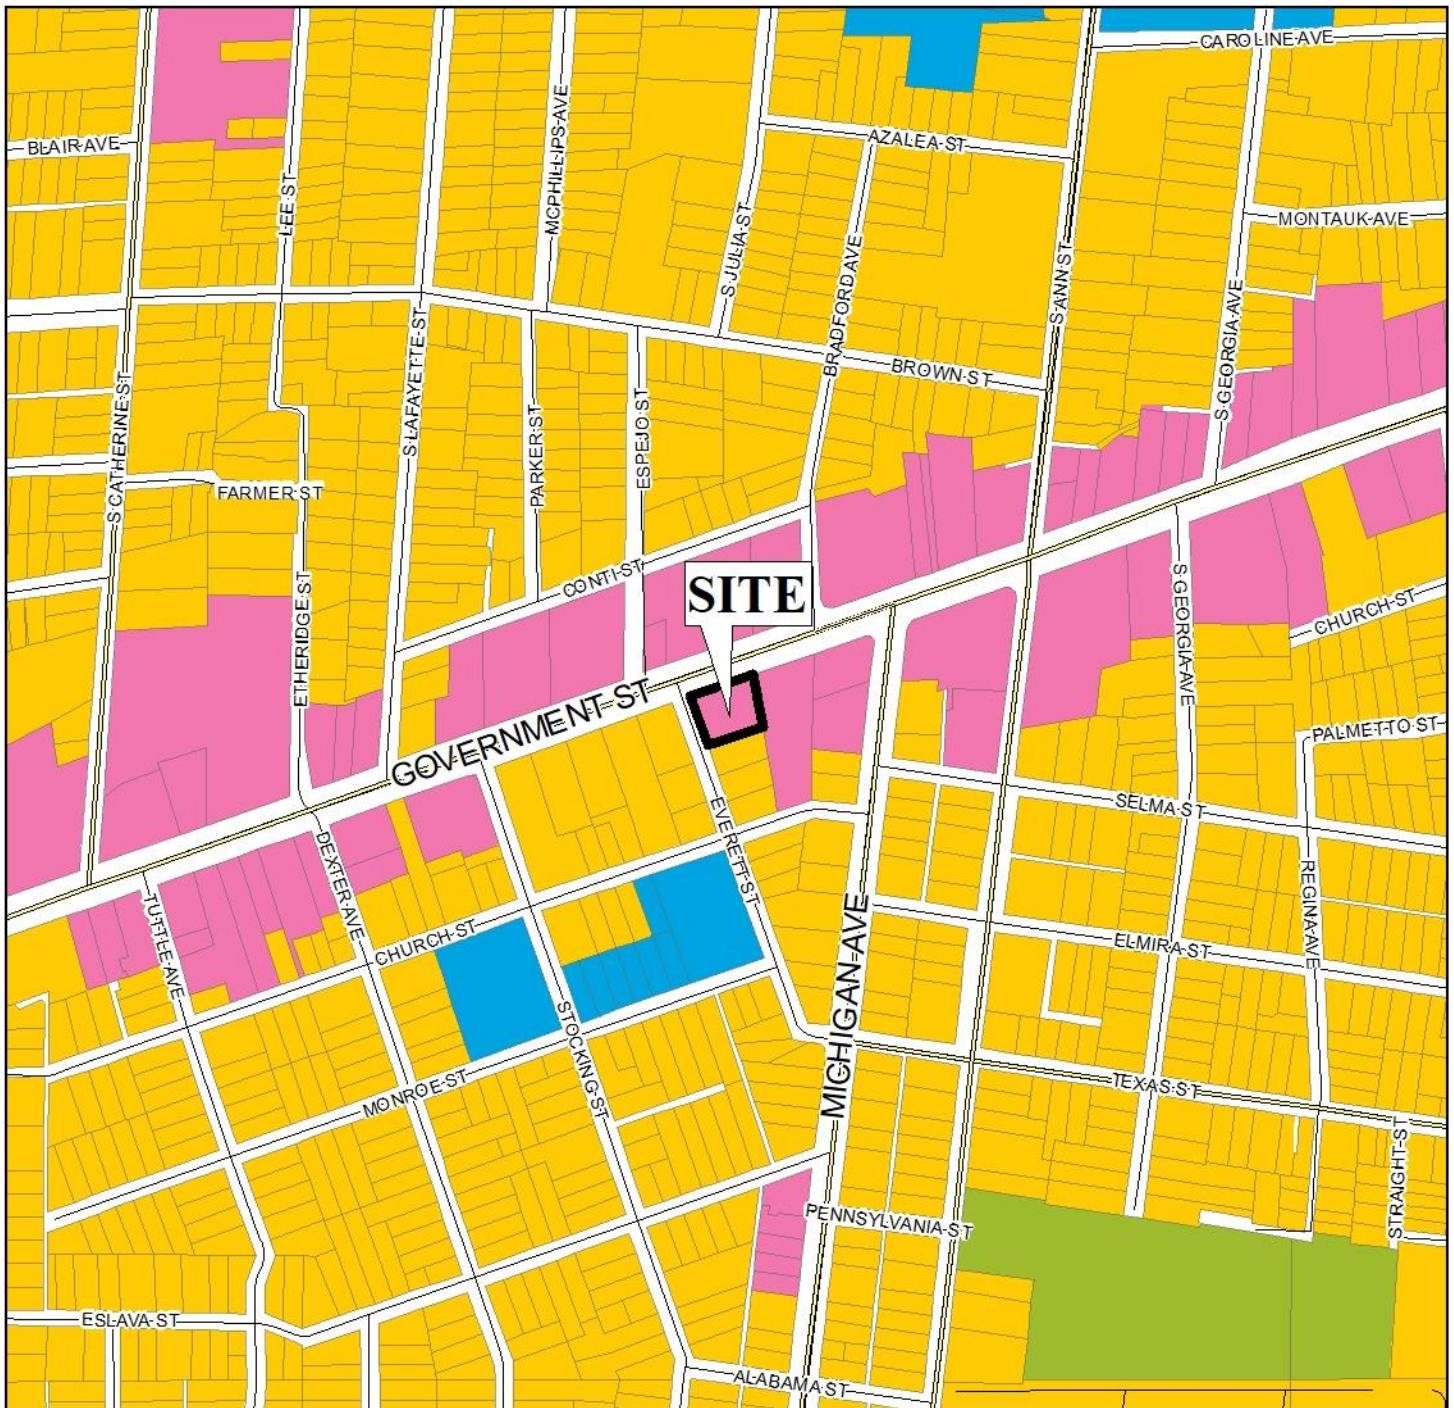 CAROLINE AVE
BLAIR AVE
AZALEA ST
MCPHILLIPS AVE
LEE ST
MONTAUK AVE
S JULIA ST
BRADFORD AVE
S ANN ST
S GEORGIA AVE
S LAFAYETTE ST
BROWN ST
S CATHERINE ST
PARKER ST
ESPEJO ST
FARMER ST
CONTI ST
SITE
ETHERIDGE ST
S GEORGIA AVE
CHURCH ST
GOVERNMENT ST
PALMETTO ST
SELMA ST
EVERETT ST
DEXTER AVE
REGINA AVE
TUTTLE AVE
CHURCH ST
MICHIGAN AVE
ELMIRA ST
STOCKING ST
MONROE ST
TEXAS ST
STRAIGHT ST
PENNSYLVANIA ST
ESLAVA ST
ALABAMA ST